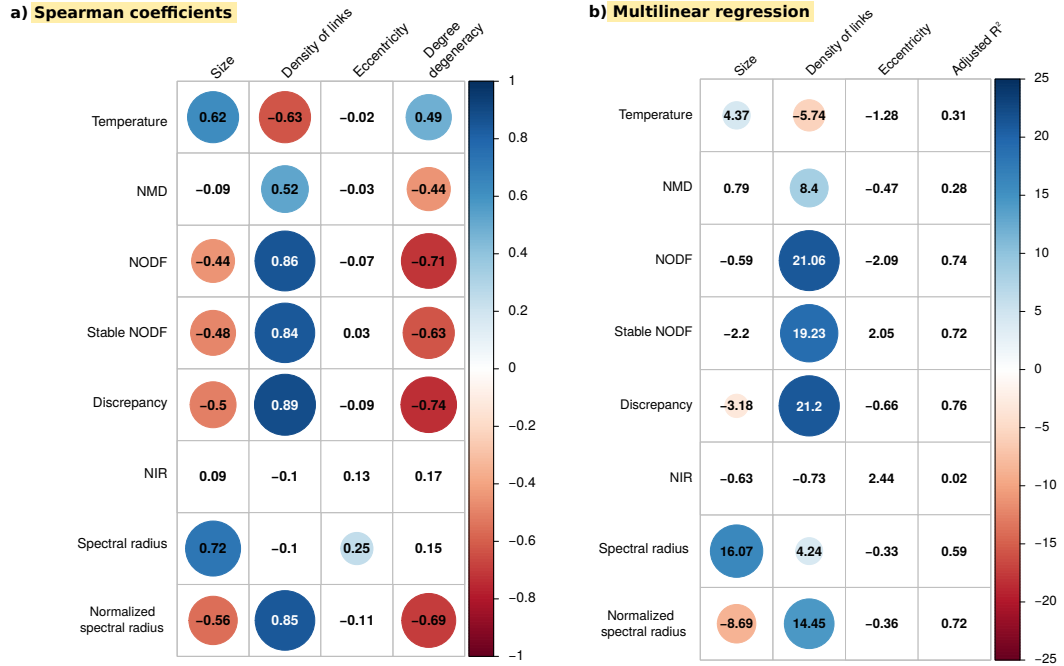 a) Spearman coefficients
Size
Density of links
Eccentricity
Degree
degeneracy
Temperature
0.62
−0.63
−0.02
0.49
NMD
−0.09
0.52
−0.03
−0.44
NODF
−0.44
0.86
−0.07
−0.71
Stable NODF
−0.48
0.84
0.03
−0.63
Discrepancy
−0.5
0.89
−0.09
−0.74
NIR
0.09
−0.1
0.13
0.17
Spectral radius
0.72
−0.1
0.25
0.15
Normalized
spectral radius
−0.56
0.85
−0.11
−0.69
1
0.8
0.6
0.4
0.2
0
−0.2
−0.4
−0.6
−0.8
−1
b) Multilinear regression
Size
Density of links
Eccentricity
Adjusted R²
Temperature
4.37
−5.74
−1.28
0.31
NMD
0.79
8.4
−0.47
0.28
NODF
−0.59
21.06
−2.09
0.74
Stable NODF
−2.2
19.23
2.05
0.72
Discrepancy
−3.18
21.2
−0.66
0.76
NIR
−0.63
−0.73
2.44
0.02
Spectral radius
16.07
4.24
−0.33
0.59
Normalized
spectral radius
−8.69
14.45
−0.36
0.72
25
20
15
10
5
0
−5
−10
−15
−20
−25